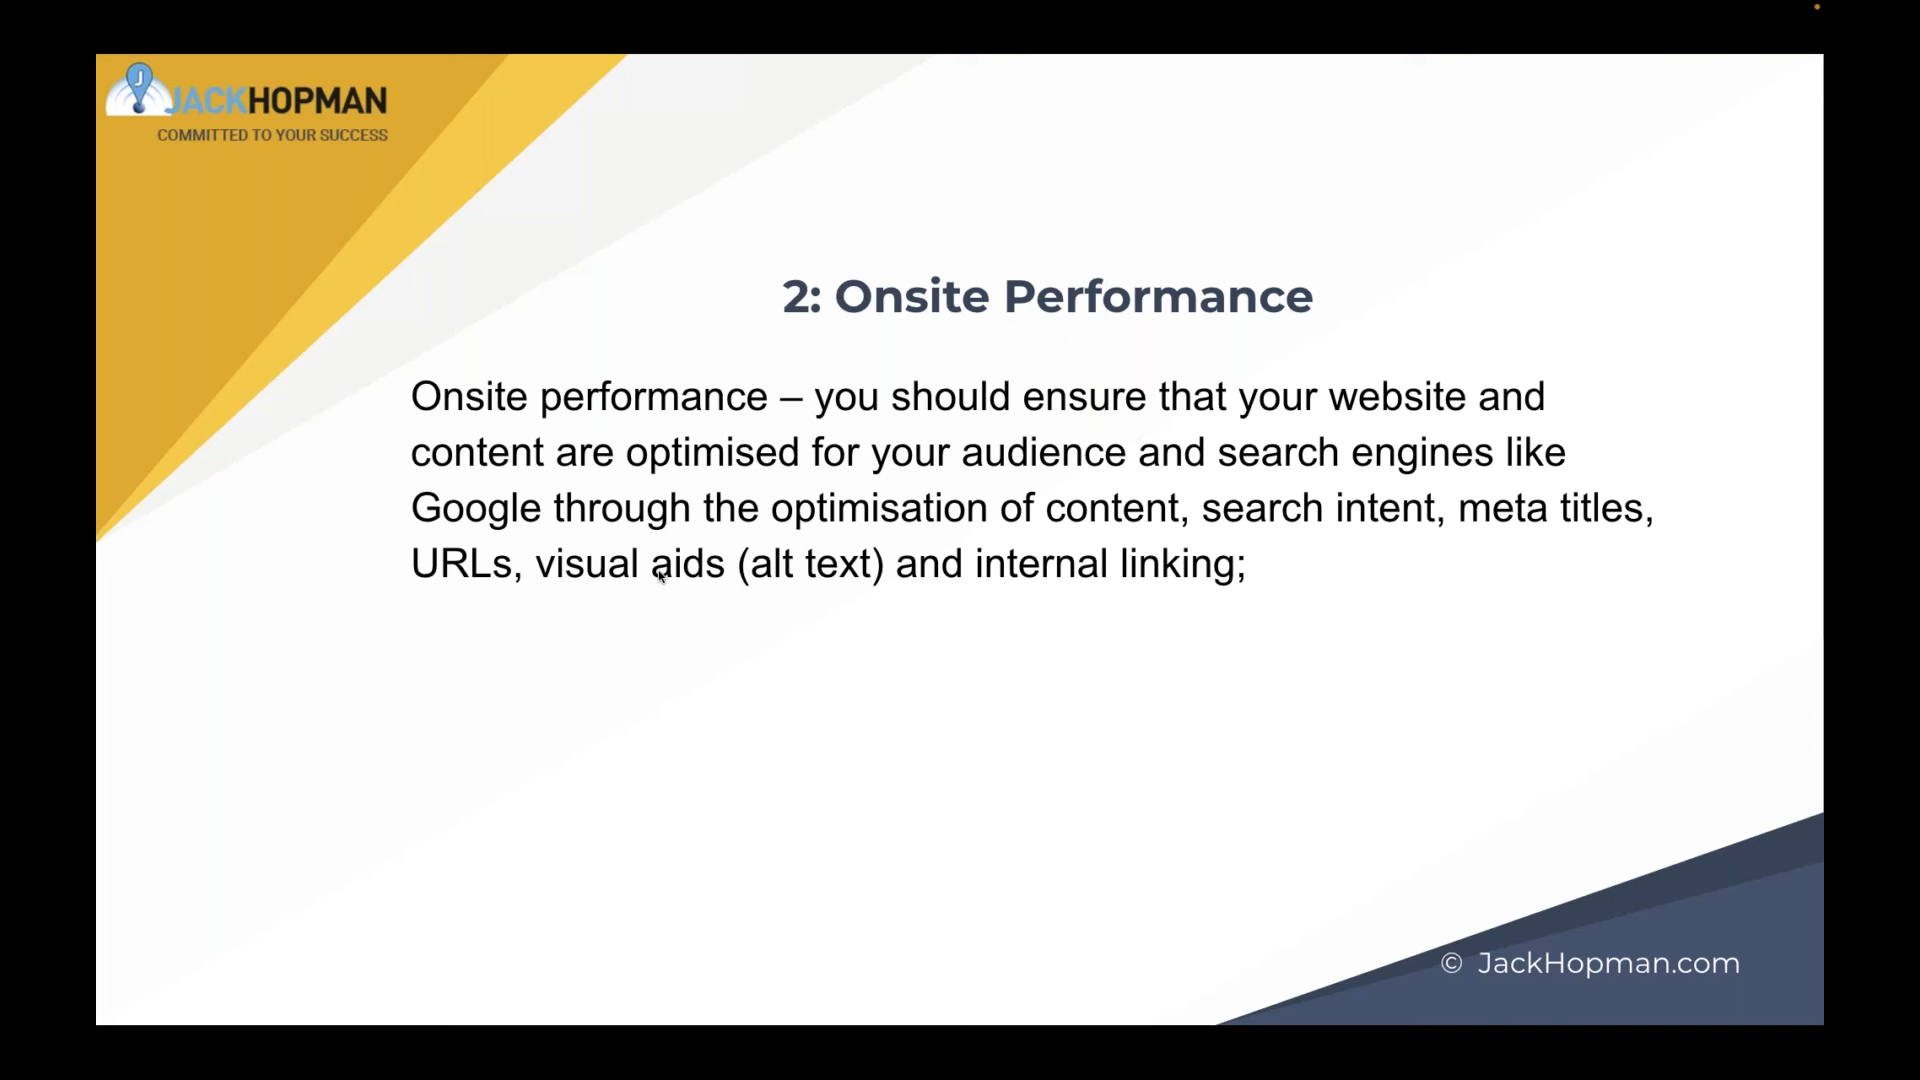 J
JACKHOPMAN
COMMITTED TO YOUR SUCCESS
2: Onsite Performance
Onsite performance – you should ensure that your website and
content are optimised for your audience and search engines like
Google through the optimisation of content, search intent, meta titles,
URLs, visual aids (alt text) and internal linking;
© JackHopman.com